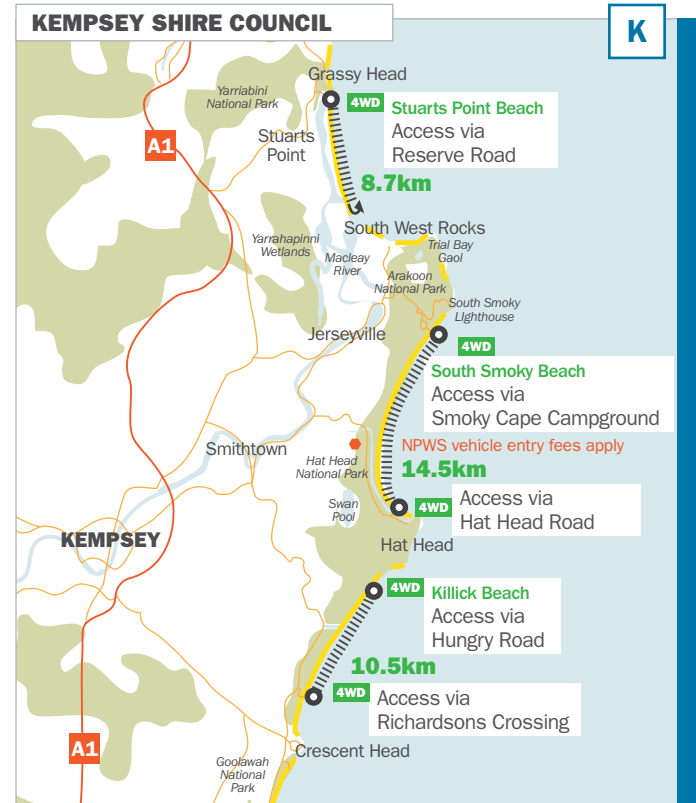 KEMPSEY SHIRE COUNCIL
K
Grassy Head
Yarriabini
National Park
4WD
Stuarts Point Beach
Access via
Reserve Road
A1
Stuarts
Point
8.7km
South West Rocks
Yarrahapinni
Wetlands
Trial Bay
Gaol
Macleay
River
Arakoon
National Park
South Smoky
LIghthouse
Jerseyville
4WD
South Smoky Beach
Access via
Smoky Cape Campground
NPWS vehicle entry fees apply
14.5km
Smithtown
Hat Head
National Park
Swan
Pool
4WD
Access via
Hat Head Road
KEMPSEY
Hat Head
4WD
Killick Beach
Access via
Hungry Road
10.5km
4WD
Access via
Richardsons Crossing
A1
Crescent Head
Goolawah
National
Park